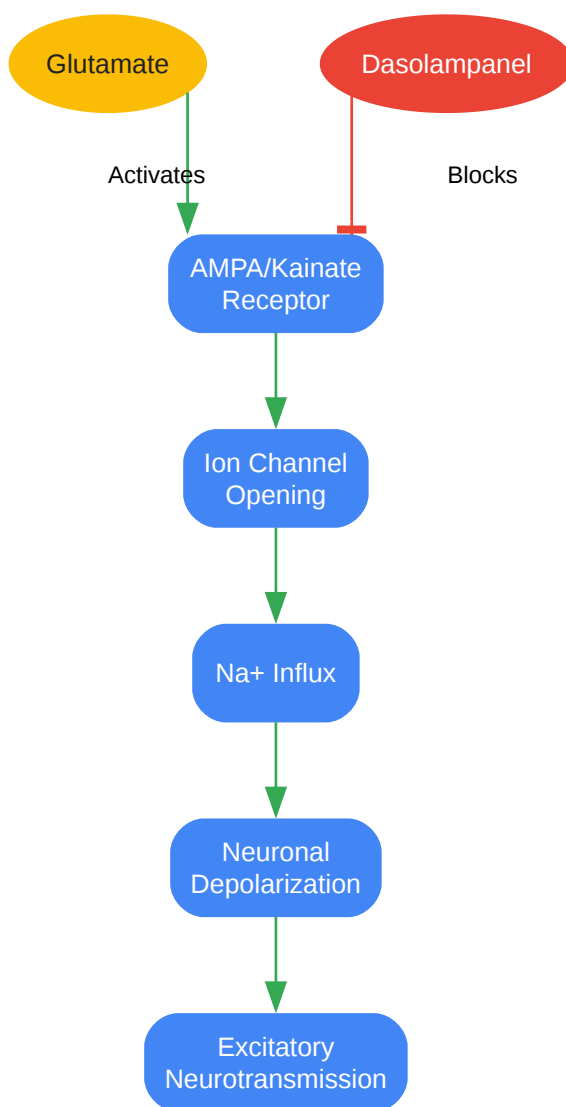 Glutamate
Dasolampanel
Activates
Blocks
AMPA/Kainate
Receptor
Ion Channel
Opening
Na+ Influx
Neuronal
Depolarization
Excitatory
Neurotransmission